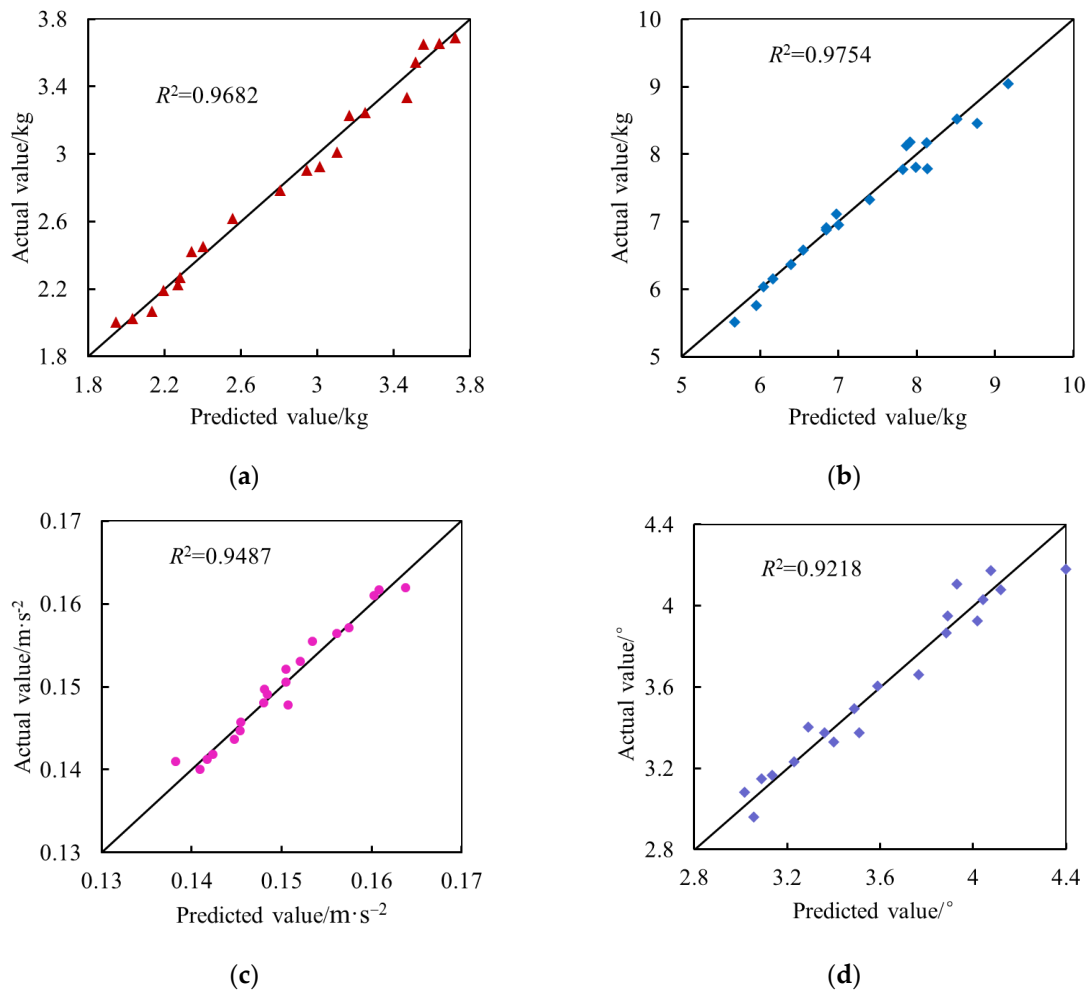 3.8
3.4
3
2.6
2.2
1.8
1.8
2.2
2.6
3
3.4
3.8
R²=0.9682
Actual value/kg
Predicted value/kg
(a)
10
9
8
7
6
5
5
6
7
8
9
10
R²=0.9754
Actual value/kg
Predicted value/kg
(b)
0.17
0.16
0.15
0.14
0.13
0.13
0.14
0.15
0.16
0.17
R²=0.9487
Actual value/m·s⁻²
Predicted value/m·s⁻²
(c)
4.4
4
3.6
3.2
2.8
2.8
3.2
3.6
4
4.4
R²=0.9218
Actual value/°
Predicted value/°
(d)